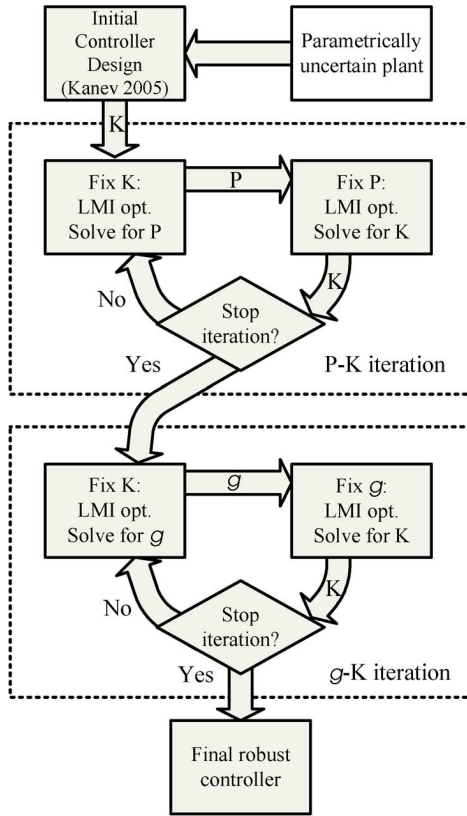 Initial
Controller
Design
(Kanev 2005)
Parametrically
uncertain plant
K
Fix K:
LMI opt.
Solve for P
P
Fix P:
LMI opt.
Solve for K
K
No
Stop
iteration?
Yes
P-K iteration
Fix K:
LMI opt.
Solve for g
g
Fix g:
LMI opt.
Solve for K
K
No
Stop
iteration?
Yes
g-K iteration
Final robust
controller